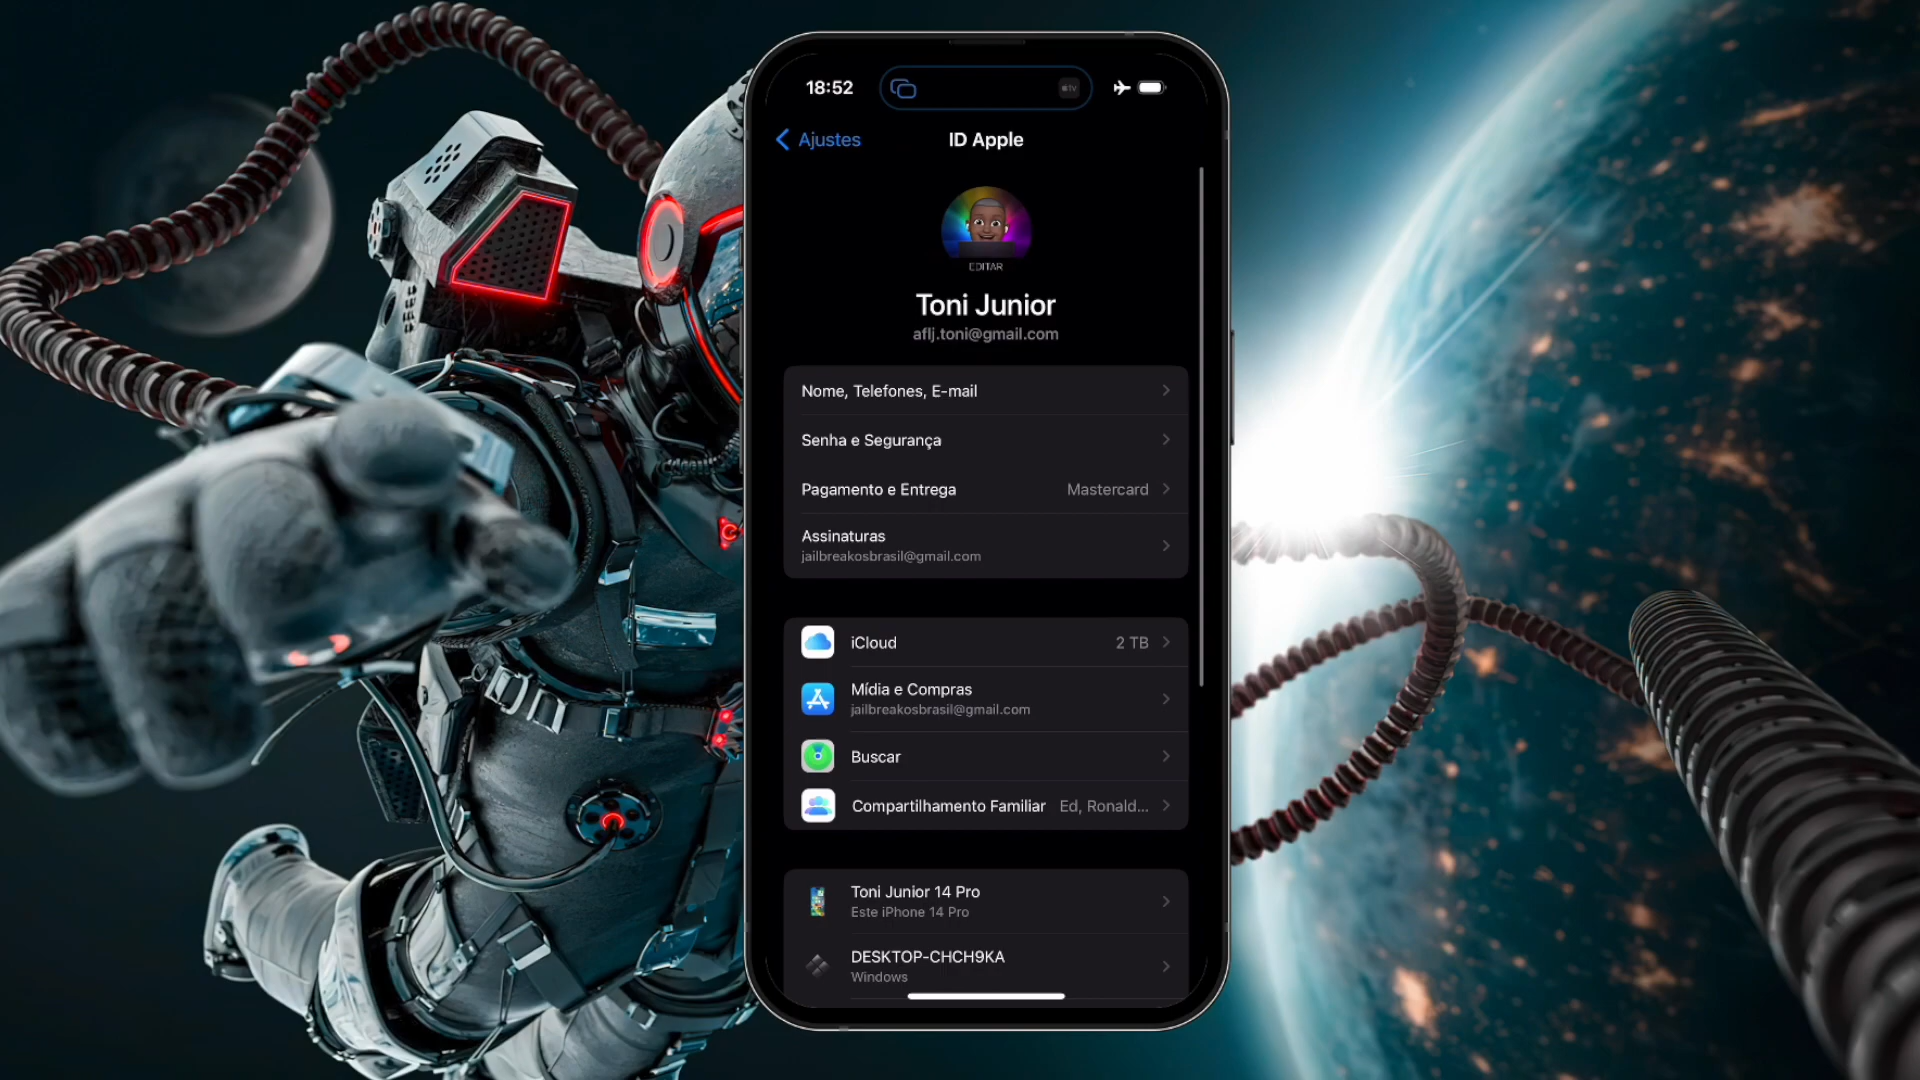 18:52
tv
Ajustes
ID Apple
EDITAR
Toni Junior
aflj.toni@gmail.com
Nome, Telefones, E-mail
Senha e Segurança
Pagamento e Entrega Mastercard
Assinaturas
jailbreakosbrasil@gmail.com
iCloud 2 TB
Mídia e Compras
jailbreakosbrasil@gmail.com
Buscar
Compartilhamento Familiar Ed, Ronald...
Toni Junior 14 Pro
Este iPhone 14 Pro
DESKTOP-CHCH9KA
Windows